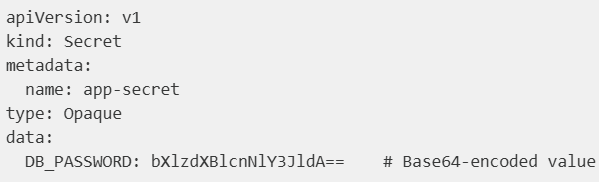 apiVersion: v1
kind: Secret
metadata:
  name: app-secret
type: Opaque
data:
  DB_PASSWORD: bXlzdXBlcnNlY3JldA==    # Base64-encoded value